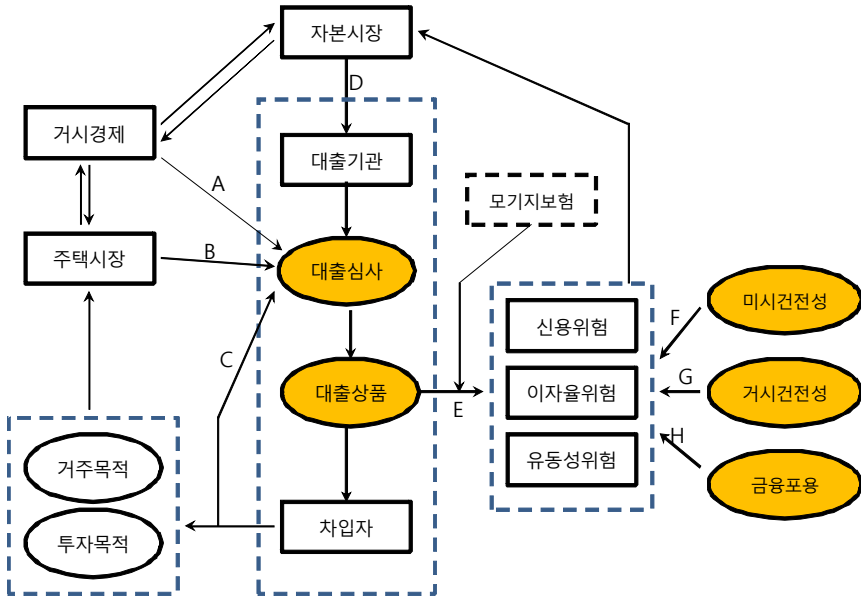 자본시장
D
거시경제
대출기관
A
모기지보험
주택시장
B
대출심사
미시건전성
신용위험
F
C
대출상품
이자율위험
G
거시건전성
E
H
거주목적
유동성위험
금융포용
투자목적
차입자